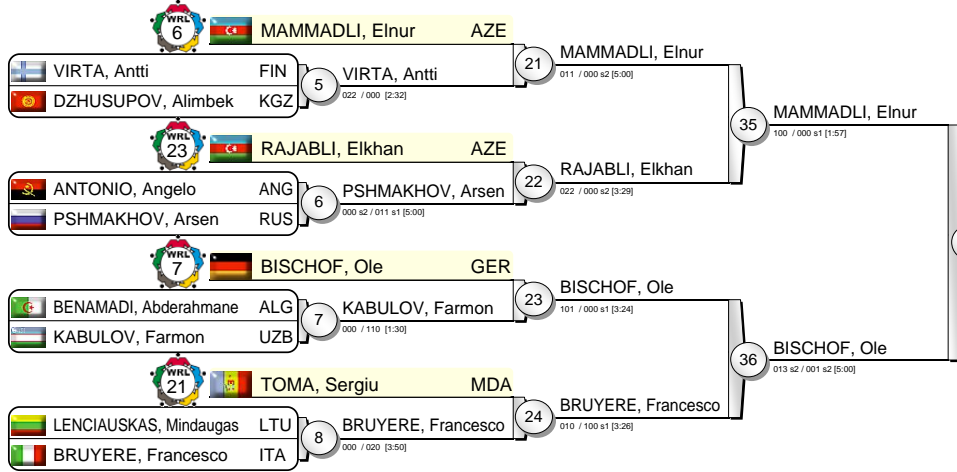 WRL
6
MAMMADLI, Elnur AZE
VIRTA, Antti FIN
DZHUSUPOV, Alimbek KGZ
5
VIRTA, Antti
022 / 000 [2:32]
21
MAMMADLI, Elnur
011 / 000 s2 [5:00]
WRL
23
RAJABLI, Elkhan AZE
ANTONIO, Angelo ANG
PSHMAKHOV, Arsen RUS
6
PSHMAKHOV, Arsen
000 s2 / 011 s1 [5:00]
22
RAJABLI, Elkhan
022 / 000 s2 [3:29]
35
MAMMADLI, Elnur
100 / 000 s1 [1:57]
WRL
7
BISCHOF, Ole GER
BENAMADI, Abderahmane ALG
KABULOV, Farmon UZB
7
KABULOV, Farmon
000 / 110 [1:30]
23
BISCHOF, Ole
101 / 000 s1 [3:24]
WRL
21
TOMA, Sergiu MDA
LENCIAUSKAS, Mindaugas LTU
BRUYERE, Francesco ITA
8
BRUYERE, Francesco
000 / 020 [3:50]
24
BRUYERE, Francesco
010 / 100 s1 [3:26]
36
BISCHOF, Ole
013 s2 / 001 s2 [5:00]